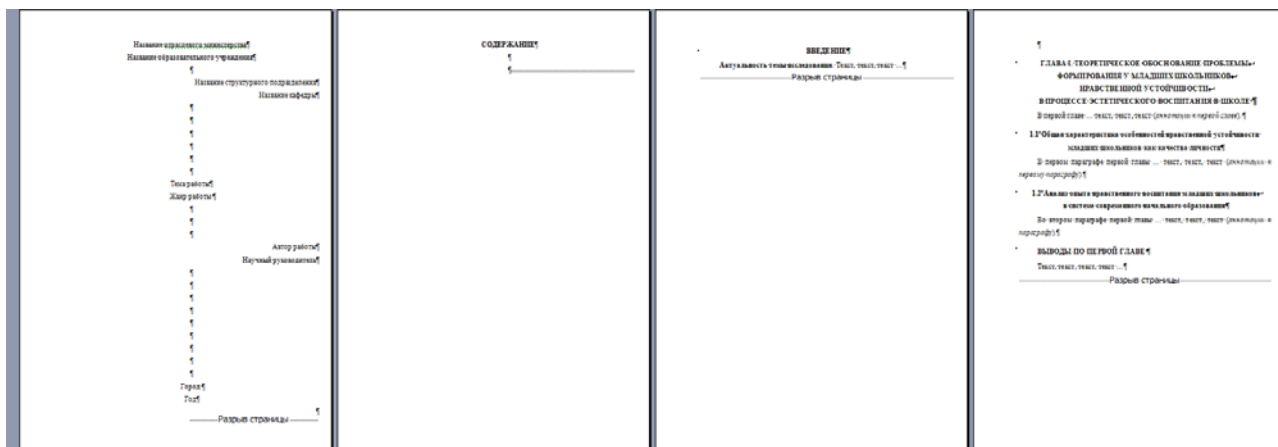 Название отраслевого министерства¶
Название образовательного учреждения¶
¶
Название структурного подразделения¶
Название кафедры¶
¶
¶
¶
¶
¶
¶
Тема работы¶
Жанр работы¶
¶
¶
¶
Автор работы¶
Научный руководитель¶
¶
¶
¶
¶
¶
¶
¶
¶
Город¶
Год¶
¶
Разрыв страницы
СОДЕРЖАНИЕ¶
¶
¶
ВВЕДЕНИЕ¶
Актуальность темы исследования. Текст, текст, текст ...¶
Разрыв страницы
¶
ГЛАВА I. ТЕОРЕТИЧЕСКОЕ ОБОСНОВАНИЕ ПРОБЛЕМЫ
ФОРМИРОВАНИЯ У МЛАДШИХ ШКОЛЬНИКОВ
НРАВСТВЕННОЙ УСТОЙЧИВОСТИ
В ПРОЦЕССЕ ЭСТЕТИЧЕСКОГО ВОСПИТАНИЯ В ШКОЛЕ¶
В первой главе ... текст, текст, текст (аннотация к первой главе). ¶
1.1 Общая характеристика особенностей нравственной устойчивости
младших школьников как качества личности¶
В первом параграфе первой главы ... текст, текст, текст (аннотация к
первому параграфу).¶
1.2 Анализ опыта нравственного воспитания младших школьников
в системе современного начального образования¶
Во втором параграфе первой главы ... текст, текст, текст (аннотация к
параграфу).¶
ВЫВОДЫ ПО ПЕРВОЙ ГЛАВЕ ¶
Текст, текст, текст, текст ...¶
Разрыв страницы